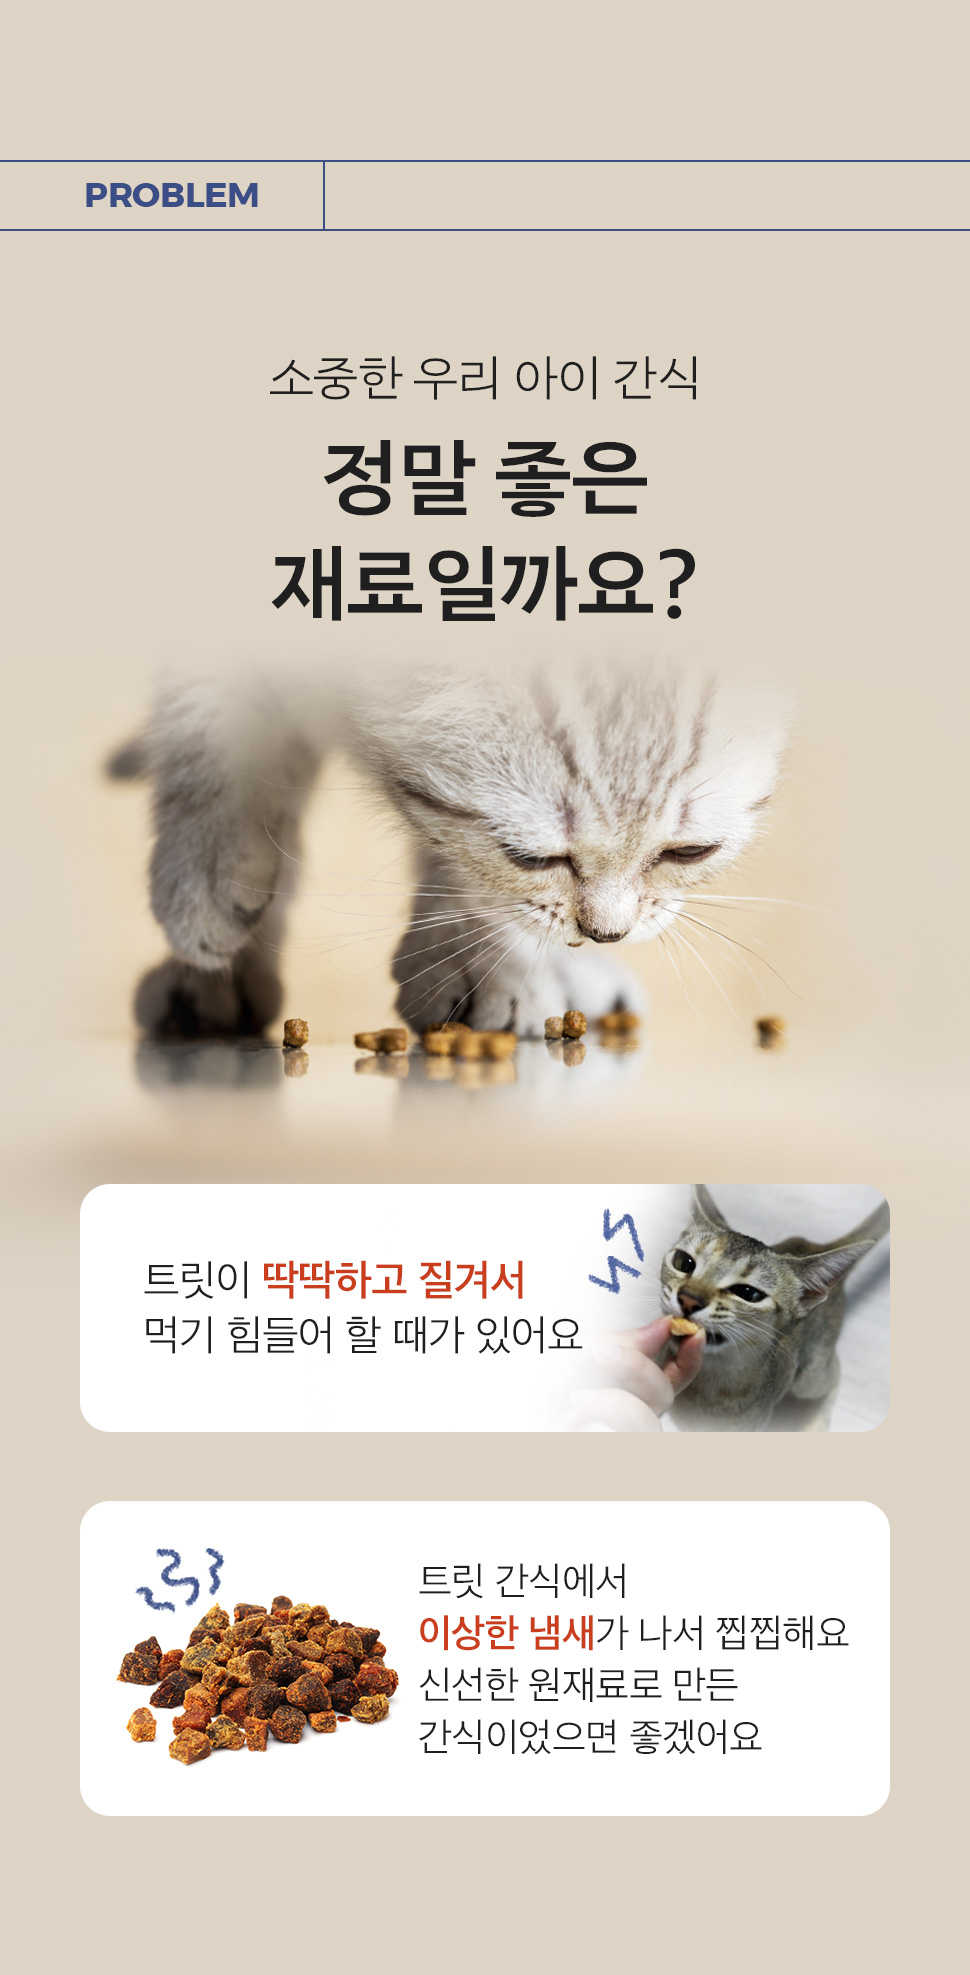 PROBLEM
소중한 우리 아이 간식
정말 좋은
재료일까요?
트릿이 딱딱하고 질겨서
먹기 힘들어 할 때가 있어요
트릿 간식에서
이상한 냄새가 나서 찝찝해요
신선한 원재료로 만든
간식이었으면 좋겠어요